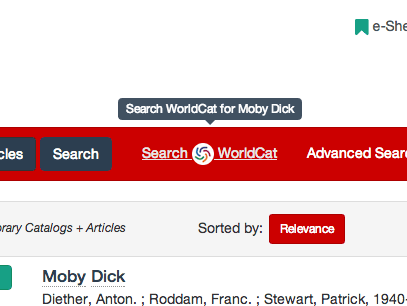 e-She
Search WorldCat for Moby Dick
cles Search Search WorldCat Advanced Sear
rary Catalogs + Articles Sorted by: Relevance
Moby Dick
Diether, Anton. ; Roddam, Franc. ; Stewart, Patrick, 1940-